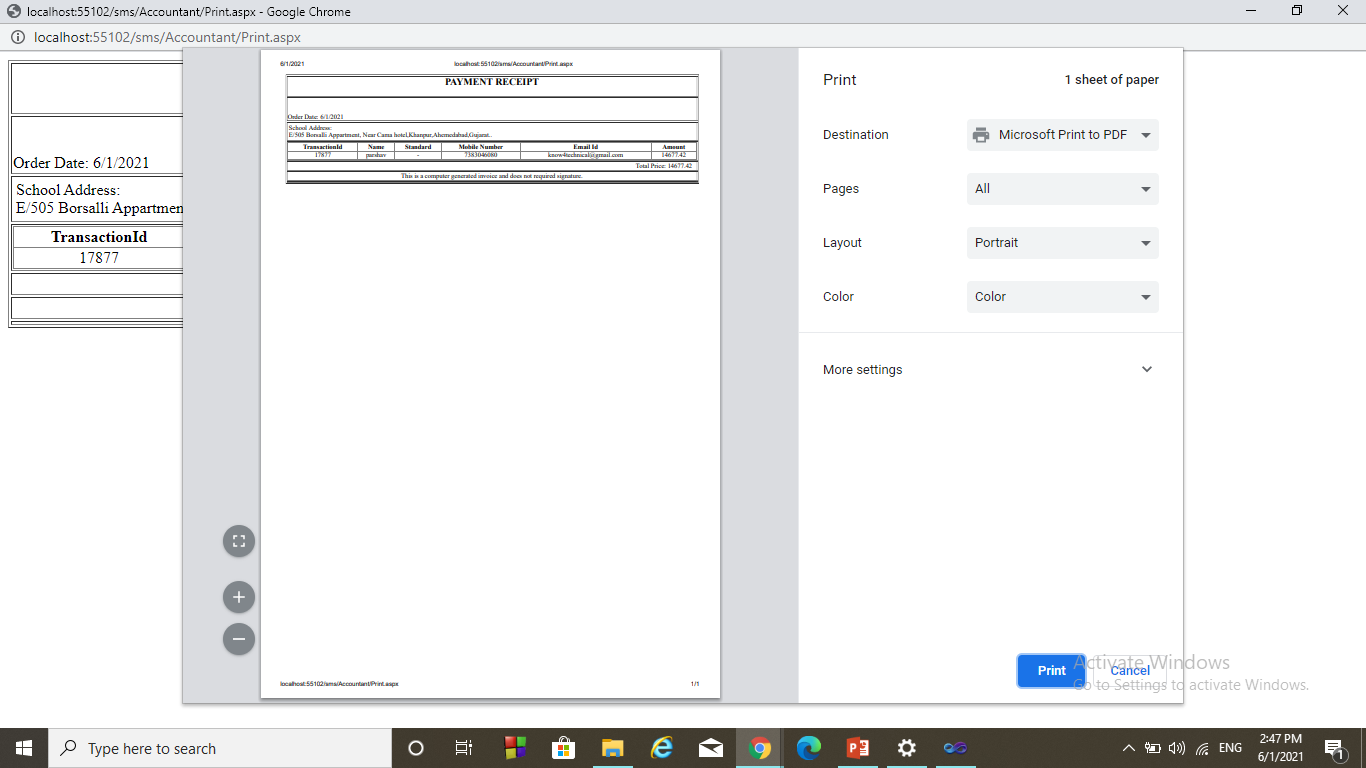 localhost:55102/sms/Accountant/Print.aspx - Google Chrome
localhost:55102/sms/Accountant/Print.aspx
Order Date: 6/1/2021
School Address:
E/505 Borsalli Appartmen
TransactionId
17877
6/1/2021 localhost:55102/sms/Accountant/Print.aspx
PAYMENT RECEIPT
Order Date: 6/1/2021
School Address:
E/505 Borsalli Appartment, Near Cama hotel,Khanpur,Ahemedabad,Gujarat..
TransactionId Name Standard Mobile Number Email Id Amount
17877 parshav - 7383046080 know4technical@gmail.com 14677.42
Total Price: 14677.42
This is a computer generated invoice and does not required signature.
localhost:55102/sms/Accountant/Print.aspx 1/1
Print 1 sheet of paper
Destination Microsoft Print to PDF
Pages All
Layout Portrait
Color Color
More settings
Print Cancel
Activate Windows
Go to Settings to activate Windows.
Type here to search
ENG
2:47 PM
6/1/2021
1